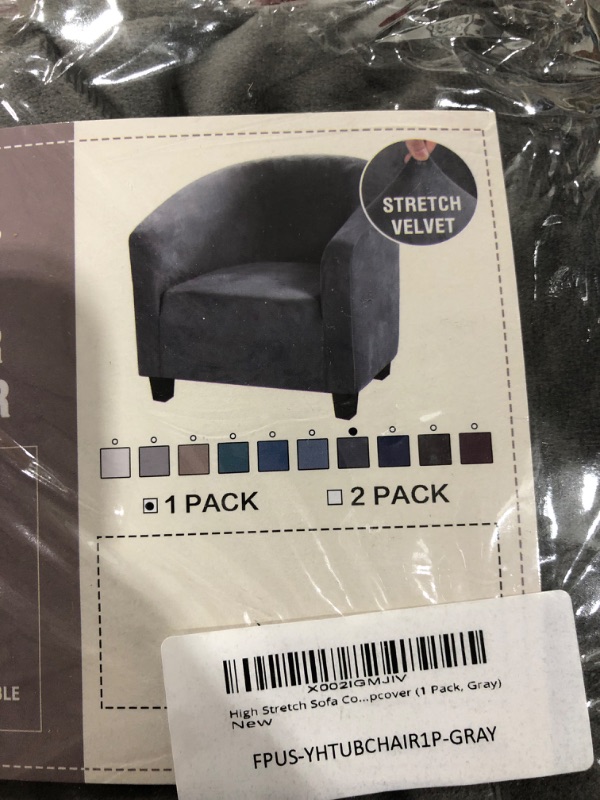 STRETCH
VELVET
R
R
1 PACK
2 PACK
BLE
X002IGMJIV
High Stretch Sofa Co...pcover (1 Pack, Gray)
New
FPUS-YHTUBCHAIR1P-GRAY